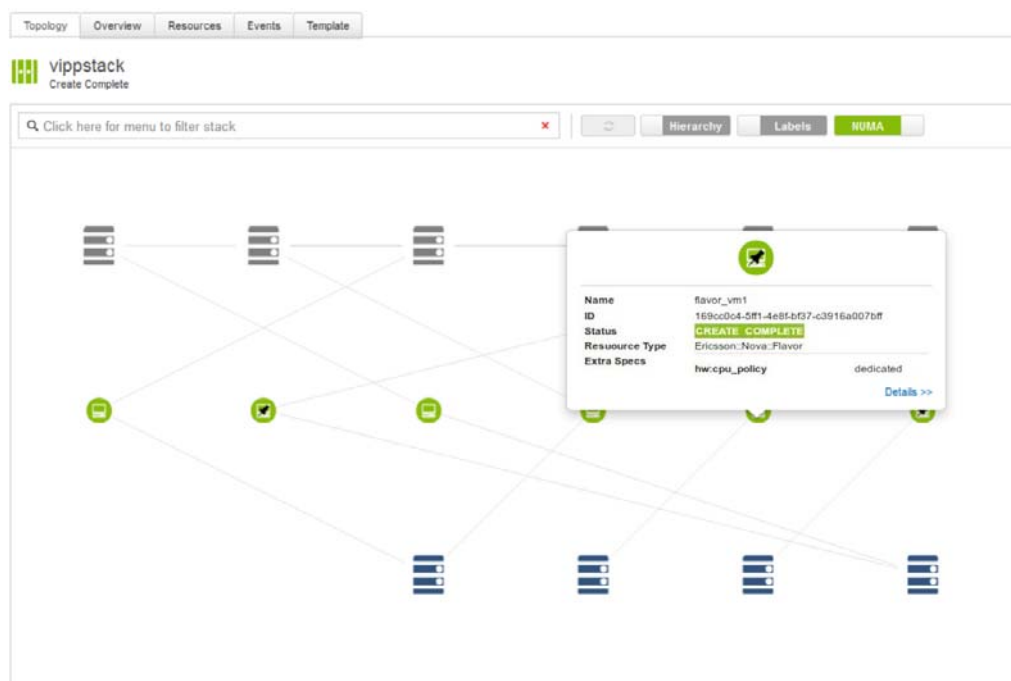 Topology Overview Resources Events Template
vippstack
Create Complete
Click here for menu to filter stack
Hierarchy Labels NUMA
Name flavor_vm1
ID 169cc0c4-5ff1-4e8f-bf37-c3916a007bff
Status CREATE_COMPLETE
Resuource Type Ericsson::Nova::Flavor
Extra Specs
hw:cpu_policy dedicated
Details >>